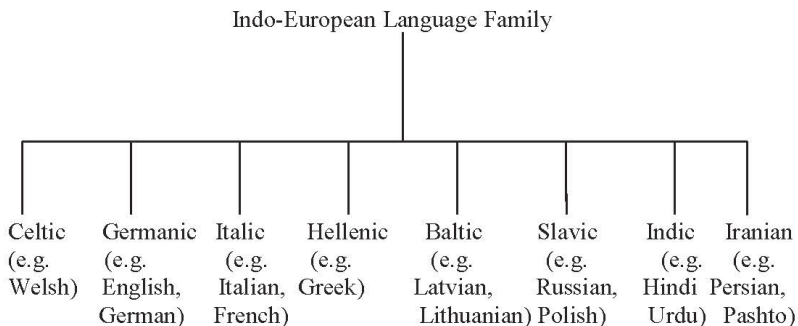 Indo-European Language Family
Celtic Germanic Italic Hellenic Baltic Slavic Indic Iranian
(e.g. (e.g. (e.g. (e.g. (e.g. (e.g. (e.g. (e.g.
Welsh) English, Italian, Greek) Latvian, Russian, Hindi Persian,
German) French) Lithuanian) Polish) Urdu) Pashto)